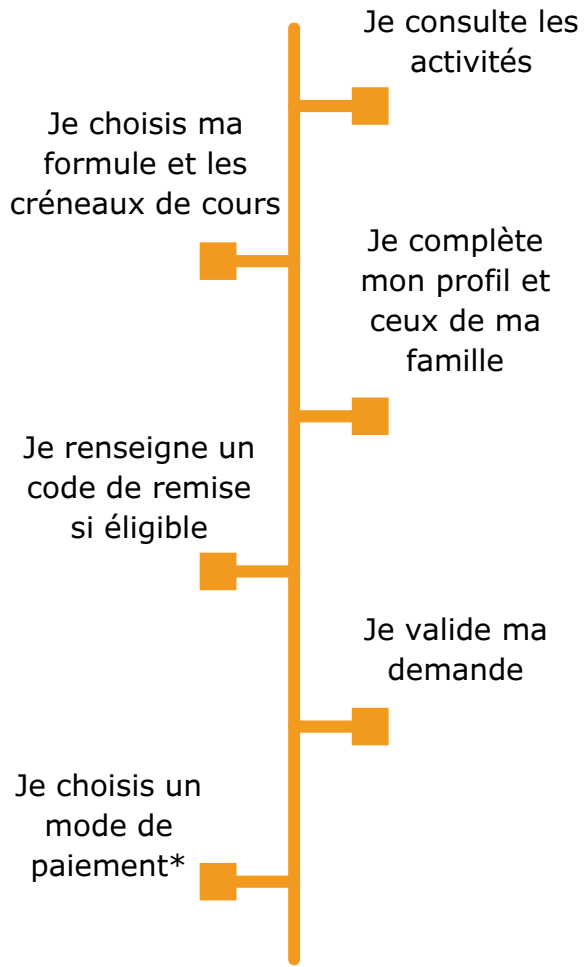 Je consulte les
activités
Je choisis ma
formule et les
créneaux de cours
Je complète
mon profil et
ceux de ma
famille
Je renseigne un
code de remise
si éligible
Je valide ma
demande
Je choisis un
mode de
paiement*